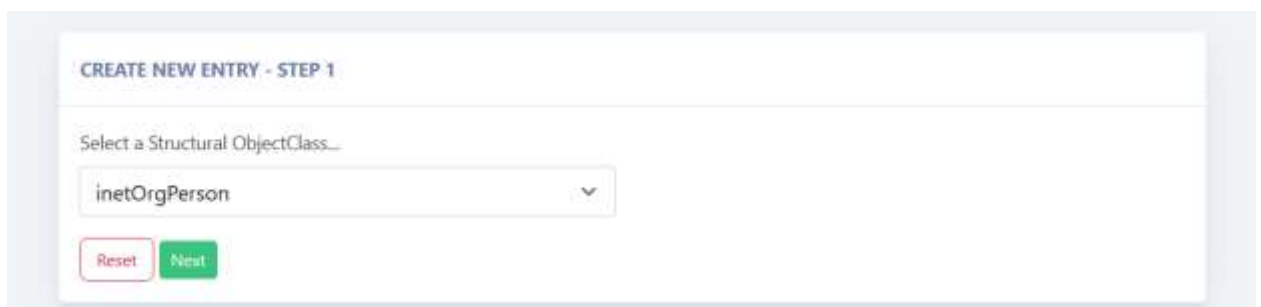 CREATE NEW ENTRY - STEP 1
Select a Structural ObjectClass...
inetOrgPerson
Reset Next